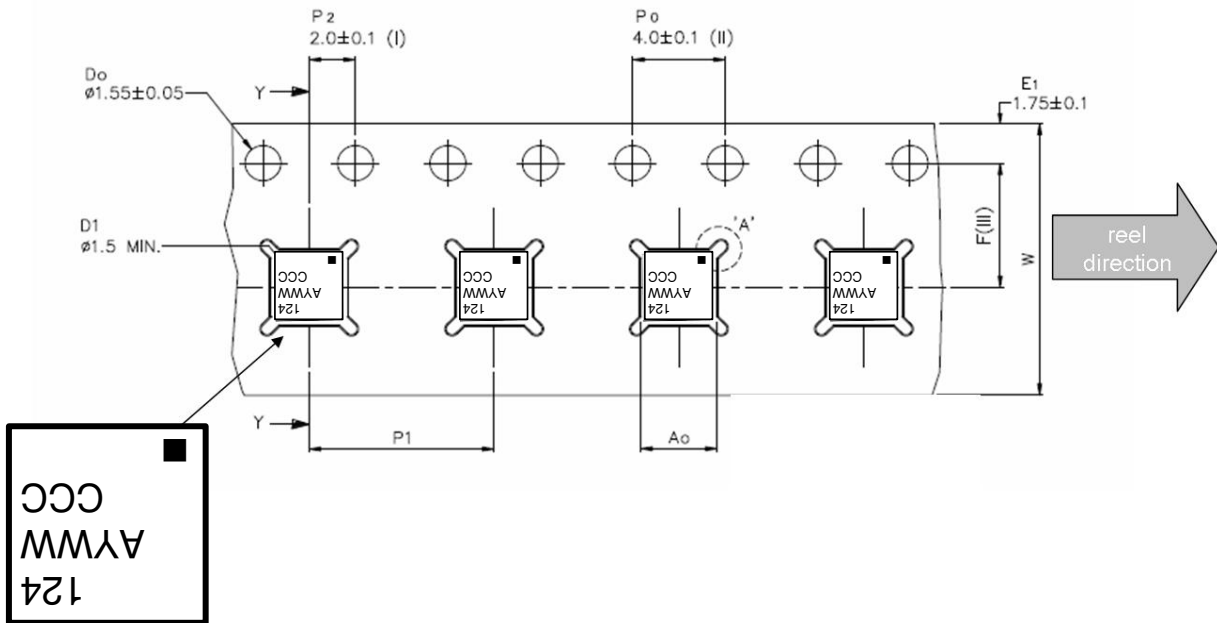 P2
2.0±0.1 (I)
Po
4.0±0.1 (II)
Do
ø1.55±0.05
Y
E1
1.75±0.1
D1
ø1.5 MIN.
'A'
F(III)
W
reel
direction
124
AYWW
CCC
124
AYWW
CCC
124
AYWW
CCC
124
AYWW
CCC
Y
P1
Ao
124
AYWW
CCC